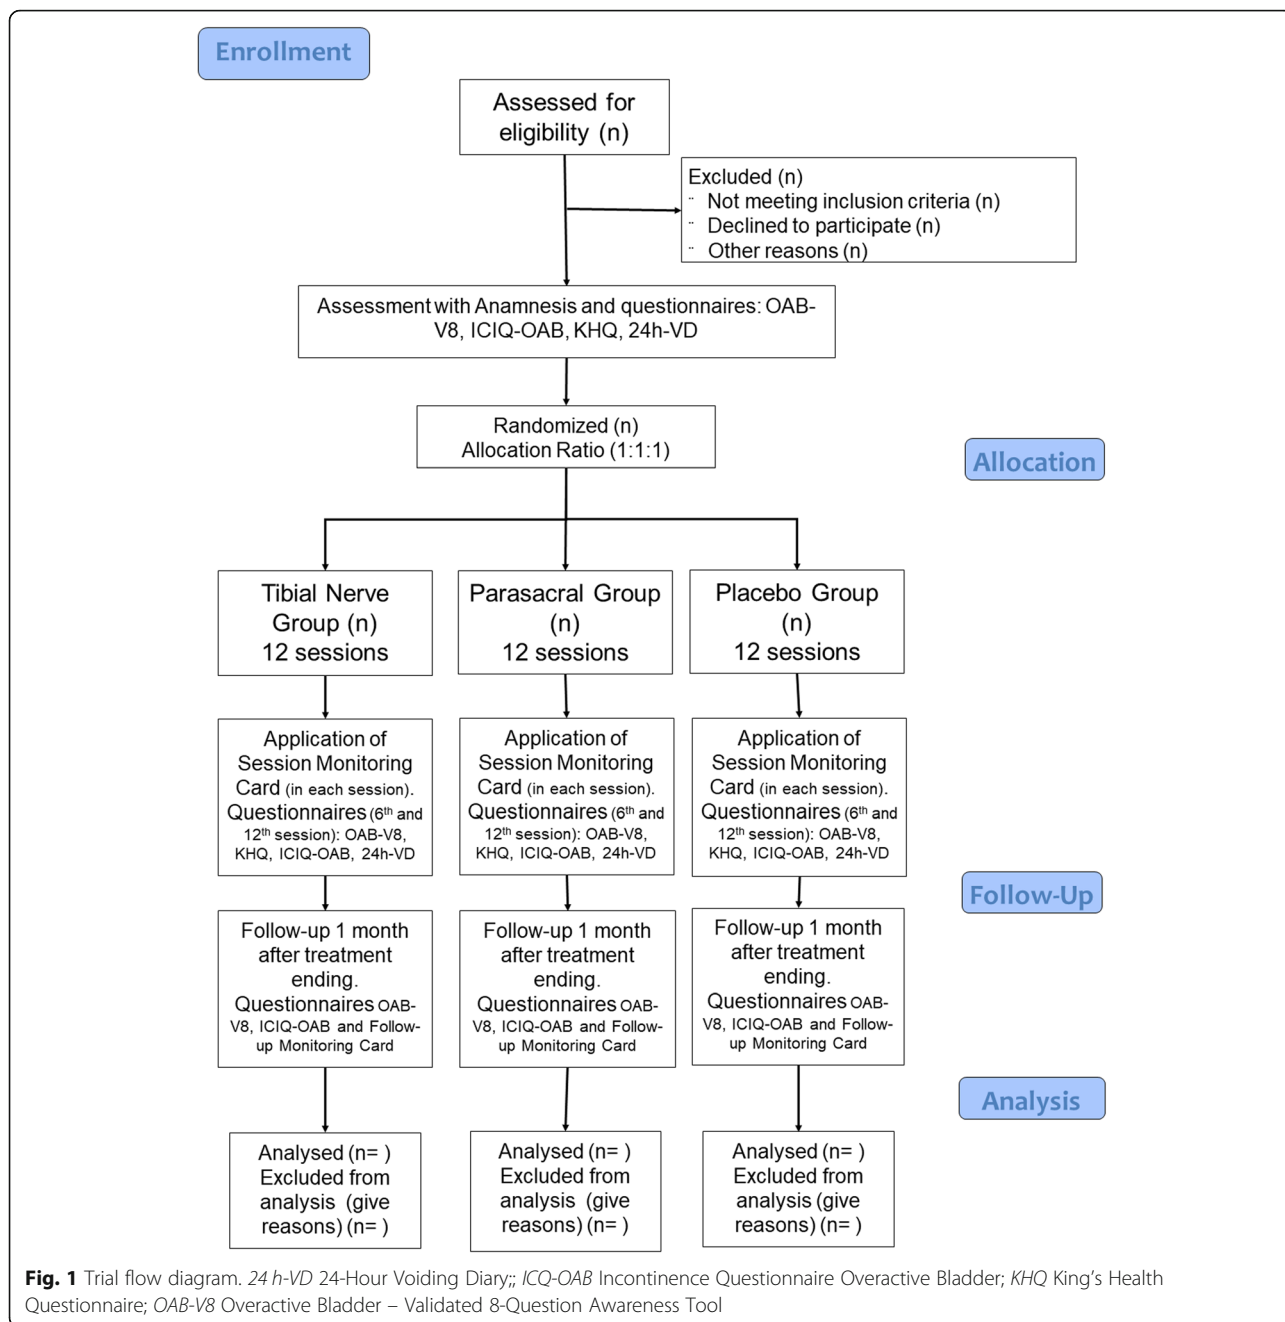 Enrollment
Assessed for
eligibility (n)
Excluded (n)
¨ Not meeting inclusion criteria (n)
¨ Declined to participate (n)
¨ Other reasons (n)
Assessment with Anamnesis and questionnaires: OAB-
V8, ICIQ-OAB, KHQ, 24h-VD
Randomized (n)
Allocation Ratio (1:1:1)
Allocation
Tibial Nerve
Group (n)
12 sessions
Parasacral Group
(n)
12 sessions
Placebo Group
(n)
12 sessions
Application of
Session Monitoring
Card (in each session).
Questionnaires (6th and
12th session): OAB-V8,
KHQ, ICIQ-OAB, 24h-VD
Application of
Session Monitoring
Card (in each session).
Questionnaires (6th and
12th session): OAB-V8,
KHQ, ICIQ-OAB, 24h-VD
Application of
Session Monitoring
Card (in each session).
Questionnaires (6th and
12th session): OAB-V8,
KHQ, ICIQ-OAB, 24h-VD
Follow-Up
Follow-up 1 month
after treatment
ending.
Questionnaires OAB-
V8, ICIQ-OAB and Follow-
up Monitoring Card
Follow-up 1 month
after treatment
ending.
Questionnaires OAB-
V8, ICIQ-OAB and Follow-
up Monitoring Card
Follow-up 1 month
after treatment
ending.
Questionnaires OAB-
V8, ICIQ-OAB and Follow-
up Monitoring Card
Analysis
Analysed (n= )
Excluded from
analysis (give
reasons) (n= )
Analysed (n= )
Excluded from
analysis (give
reasons) (n= )
Analysed (n= )
Excluded from
analysis (give
reasons) (n= )
Fig. 1 Trial flow diagram. 24 h-VD 24-Hour Voiding Diary;; ICQ-OAB Incontinence Questionnaire Overactive Bladder; KHQ King's Health
Questionnaire; OAB-V8 Overactive Bladder – Validated 8-Question Awareness Tool